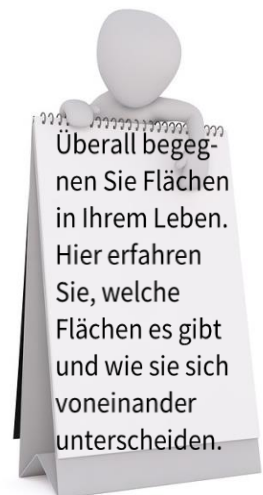 Überall begeg-
nen Sie Flächen
in Ihrem Leben.
Hier erfahren
Sie, welche
Flächen es gibt
und wie sie sich
voneinander
unterscheiden.